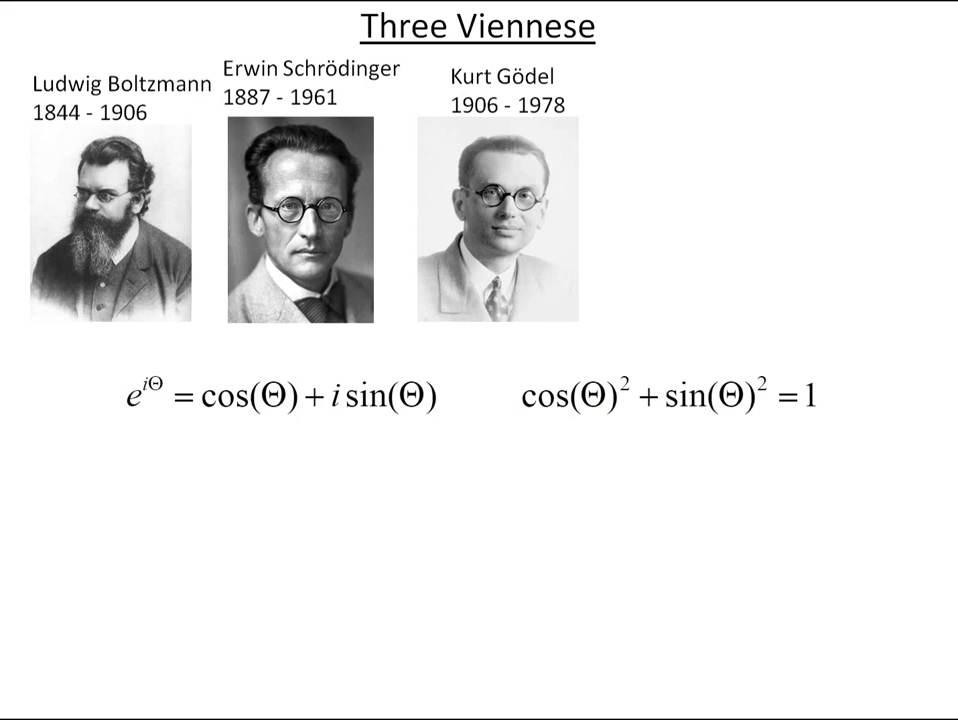 Three Viennese
Ludwig Boltzmann
1844 - 1906
Erwin Schrödinger
1887 - 1961
Kurt Gödel
1906 - 1978
e^{iΘ} = cos(Θ) + i sin(Θ)
cos(Θ)² + sin(Θ)² = 1